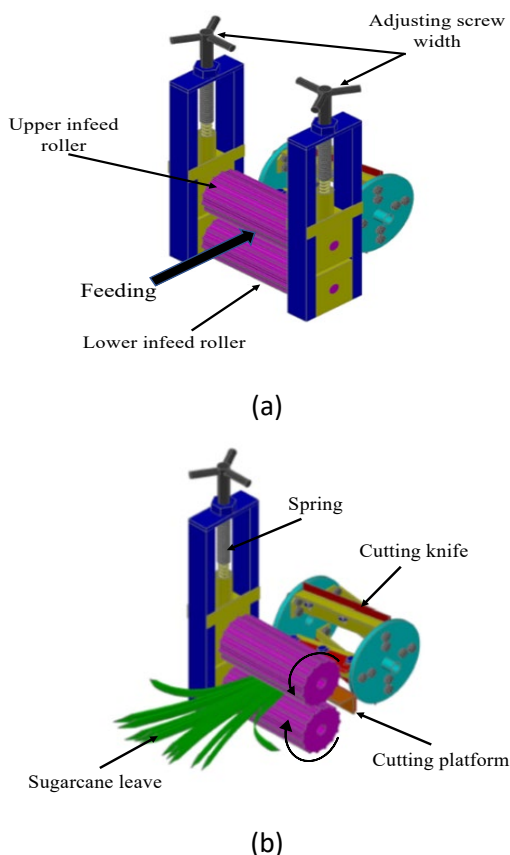 Adjusting screw
width
Upper infeed
roller
Feeding
Lower infeed roller
(a)
Spring
Cutting knife
Sugarcane leave
Cutting platform
(b)